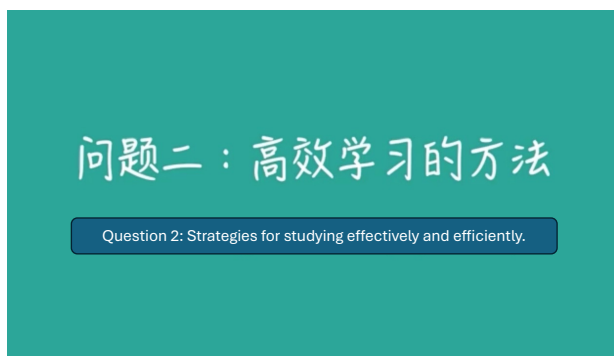 问题二：高效学习的方法
Question 2: Strategies for studying effectively and efficiently.